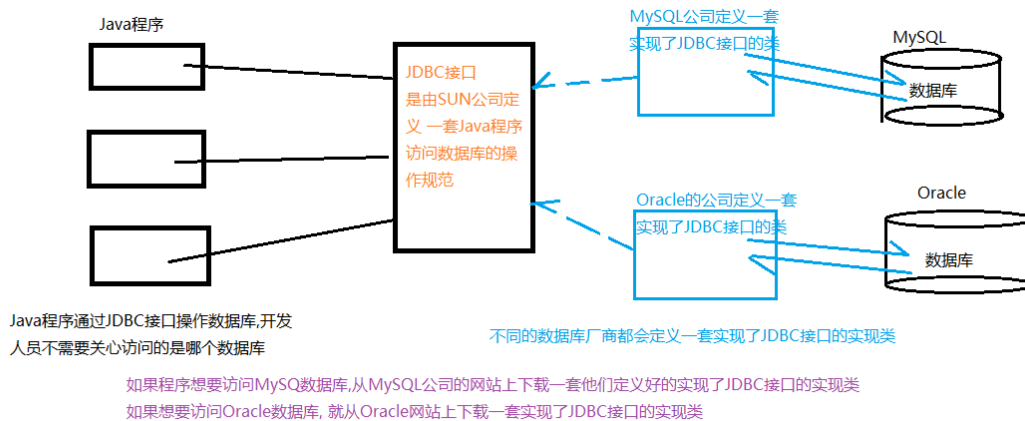 Java程序
JDBC接口
是由SUN公司定
义 一套Java程序
访问数据库的操
作规范
MySQL公司定义一套
实现了JDBC接口的类
MySQL
数据库
Oracle的公司定义一套
实现了JDBC接口的类
Oracle
数据库
Java程序通过JDBC接口操作数据库,开发
人员不需要关心访问的是哪个数据库
不同的数据库厂商都会定义一套实现了JDBC接口的实现类
如果程序想要访问MySQ数据库,从MySQL公司的网站上下载一套他们定义好的实现了JDBC接口的实现类
如果想要访问Oracle数据库, 就从Oracle网站上下载一套实现了JDBC接口的实现类